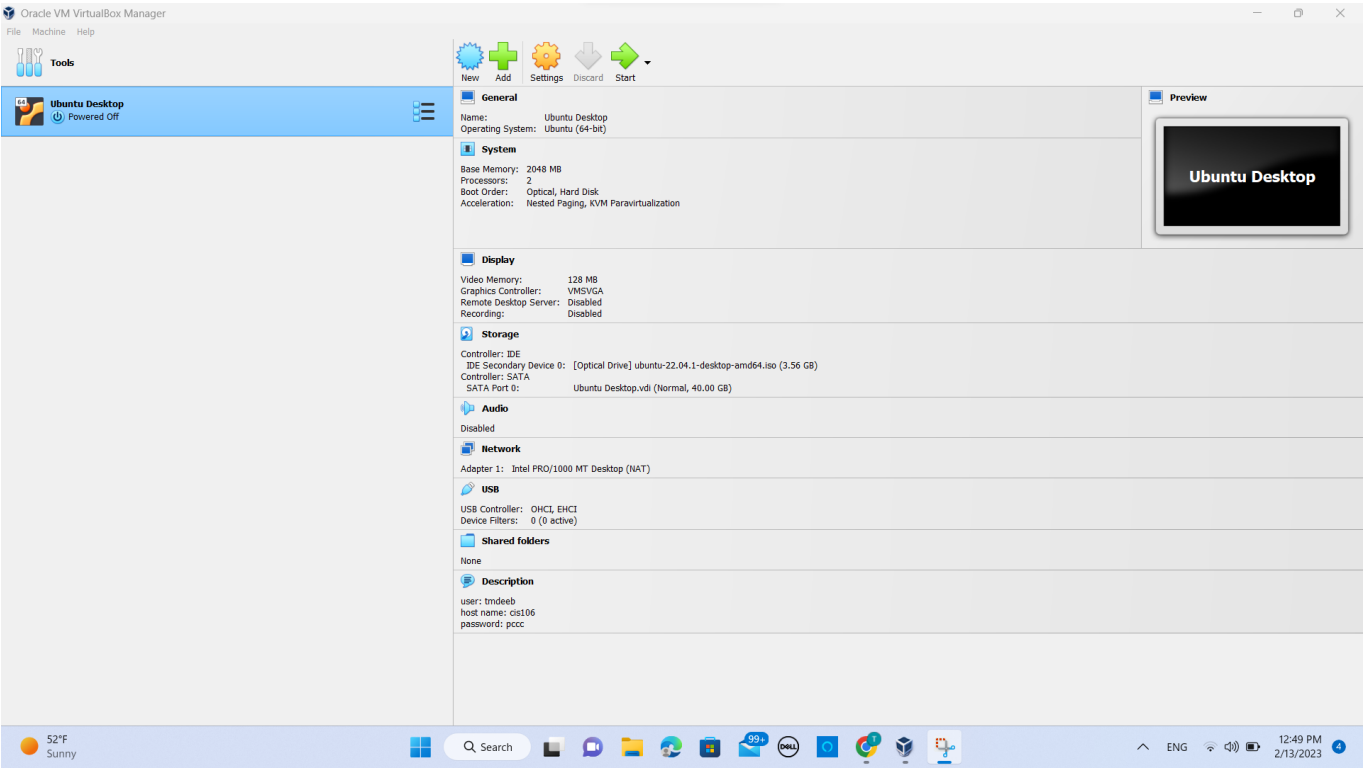 Oracle VM VirtualBox Manager
File Machine Help
Tools
New Add Settings Discard Start
64
Ubuntu Desktop
Powered Off
General
Name: Ubuntu Desktop
Operating System: Ubuntu (64-bit)
Preview
Ubuntu Desktop
System
Base Memory: 2048 MB
Processors: 2
Boot Order: Optical, Hard Disk
Acceleration: Nested Paging, KVM Paravirtualization
Display
Video Memory: 128 MB
Graphics Controller: VMSVGA
Remote Desktop Server: Disabled
Recording: Disabled
Storage
Controller: IDE
IDE Secondary Device 0: [Optical Drive] ubuntu-22.04.1-desktop-amd64.iso (3.56 GB)
Controller: SATA
SATA Port 0: Ubuntu Desktop.vdi (Normal, 40.00 GB)
Audio
Disabled
Network
Adapter 1: Intel PRO/1000 MT Desktop (NAT)
USB
USB Controller: OHCI, EHCI
Device Filters: 0 (0 active)
Shared folders
None
Description
user: tmdeeb
host name: cis106
password: pccc
52°F
Sunny
Search
99+
DELL
T
ENG
12:49 PM
2/13/2023
4